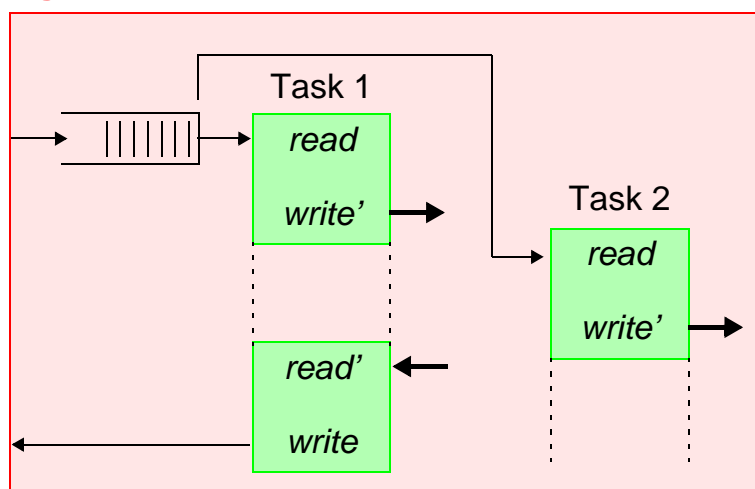 Task 1
read
write’
Task 2
read
write’
read'
write